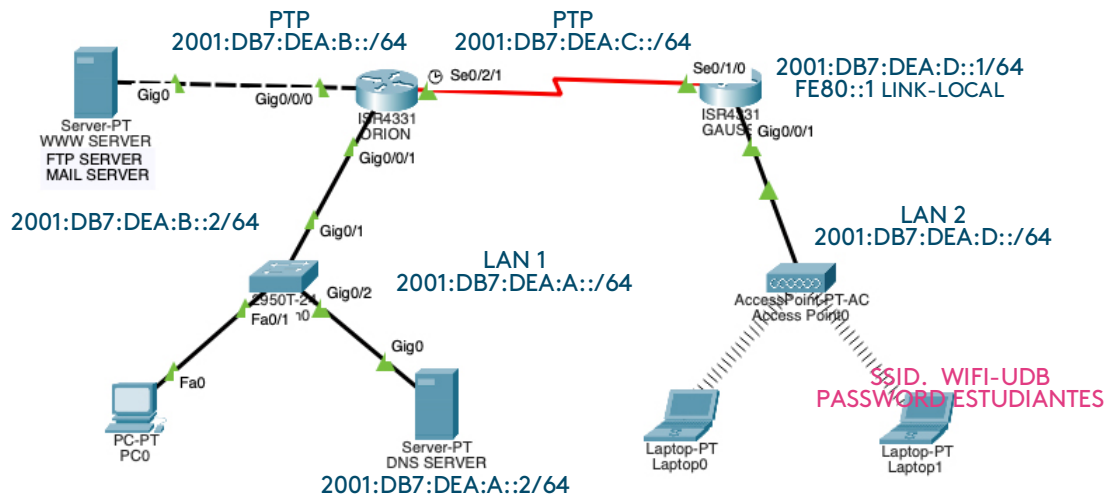 PTP
2001:DB7:DEA:B::/64
PTP
2001:DB7:DEA:C::/64
Se0/2/1
Se0/1/0
2001:DB7:DEA:D::1/64
FE80::1 LINK-LOCAL
Gig0
Gig0/0/0
Server-PT
WWW SERVER
FTP SERVER
MAIL SERVER
ISR4331
ORION
ISR4331
GAUSE
Gig0/0/1
Gig0/0/1
2001:DB7:DEA:B::2/64
Gig0/1
LAN 1
2001:DB7:DEA:A::/64
LAN 2
2001:DB7:DEA:D::/64
Gig0/2
Fa0/1
AccessPoint-PT-AC
Access Point0
Gig0
Fa0
SSID. WIFI-UDB
PASSWORD ESTUDIANTES
PC-PT
PC0
Server-PT
DNS SERVER
2001:DB7:DEA:A::2/64
Laptop-PT
Laptop0
Laptop-PT
Laptop1